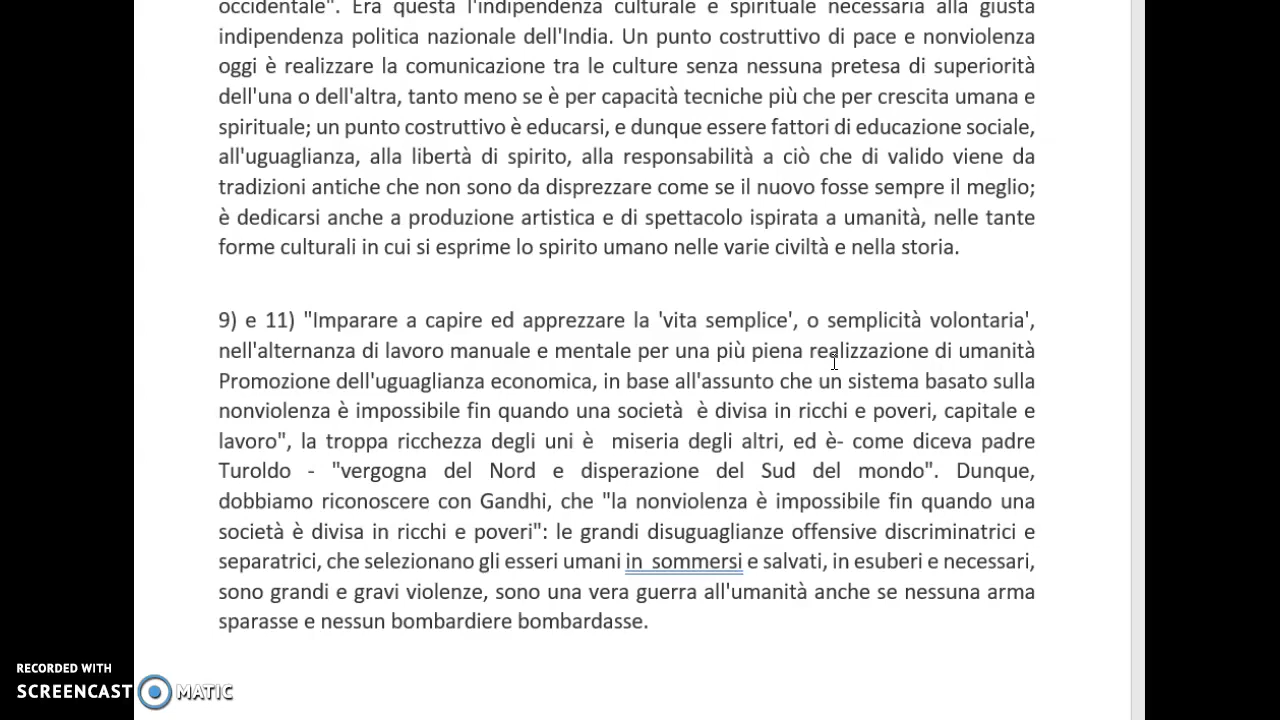 occidentale". Era questa l'indipendenza culturale e spirituale necessaria alla giusta
indipendenza politica nazionale dell'India. Un punto costruttivo di pace e nonviolenza
oggi è realizzare la comunicazione tra le culture senza nessuna pretesa di superiorità
dell'una o dell'altra, tanto meno se è per capacità tecniche più che per crescita umana e
spirituale; un punto costruttivo è educarsi, e dunque essere fattori di educazione sociale,
all'uguaglianza, alla libertà di spirito, alla responsabilità a ciò che di valido viene da
tradizioni antiche che non sono da disprezzare come se il nuovo fosse sempre il meglio;
è dedicarsi anche a produzione artistica e di spettacolo ispirata a umanità, nelle tante
forme culturali in cui si esprime lo spirito umano nelle varie civiltà e nella storia.
9) e 11) "Imparare a capire ed apprezzare la 'vita semplice', o semplicità volontaria',
nell'alternanza di lavoro manuale e mentale per una più piena realizzazione di umanità
Promozione dell'uguaglianza economica, in base all'assunto che un sistema basato sulla
nonviolenza è impossibile fin quando una società  è divisa in ricchi e poveri, capitale e
lavoro", la troppa ricchezza degli uni è  miseria degli altri, ed è- come diceva padre
Turoldo - "vergogna del Nord e disperazione del Sud del mondo". Dunque,
dobbiamo riconoscere con Gandhi, che "la nonviolenza è impossibile fin quando una
società è divisa in ricchi e poveri": le grandi disuguaglianze offensive discriminatrici e
separatrici, che selezionano gli esseri umani in  sommersi e salvati, in esuberi e necessari,
sono grandi e gravi violenze, sono una vera guerra all'umanità anche se nessuna arma
sparasse e nessun bombardiere bombardasse.
RECORDED WITH
SCREENCAST MATIC